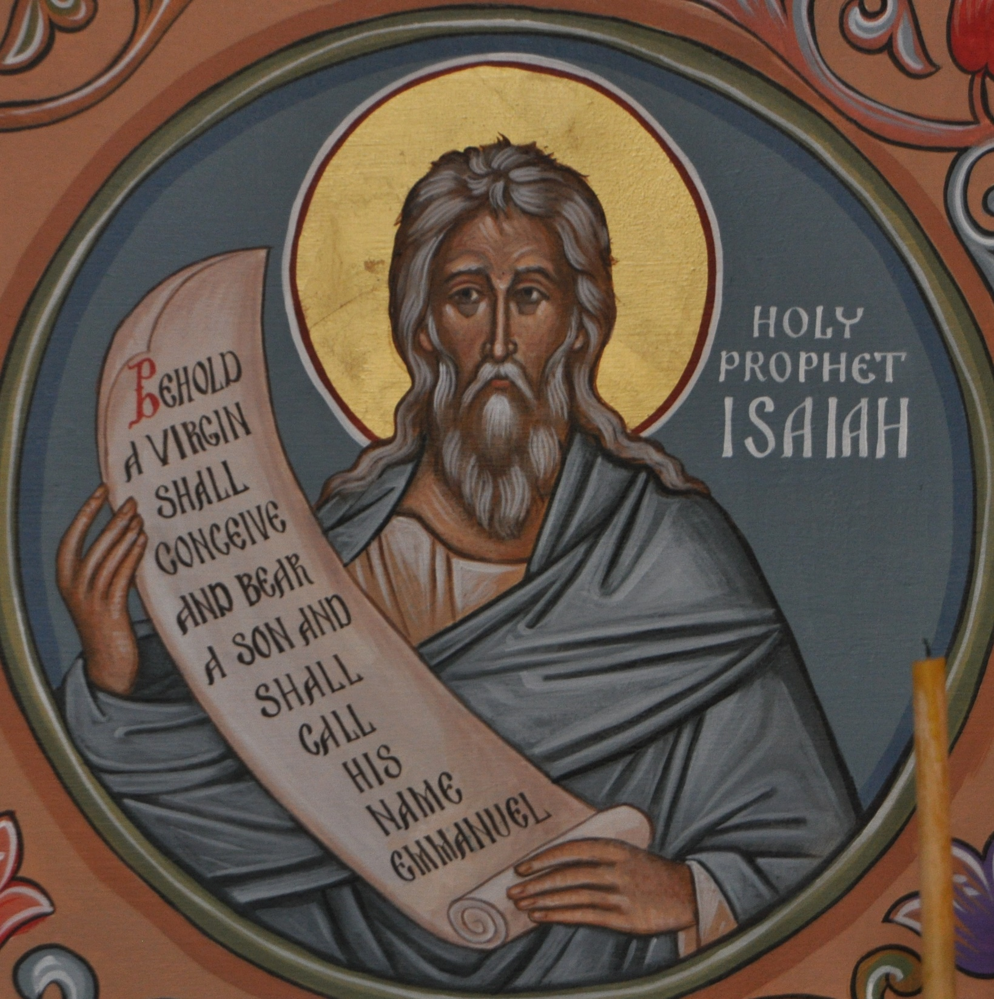 BEHOLD
A VIRGIN
SHALL
CONCEIVE
AND BEAR
A SON AND
SHALL
CALL
HIS
NAME
EMMANUEL
HOLY
PROPHET
ISAIAH